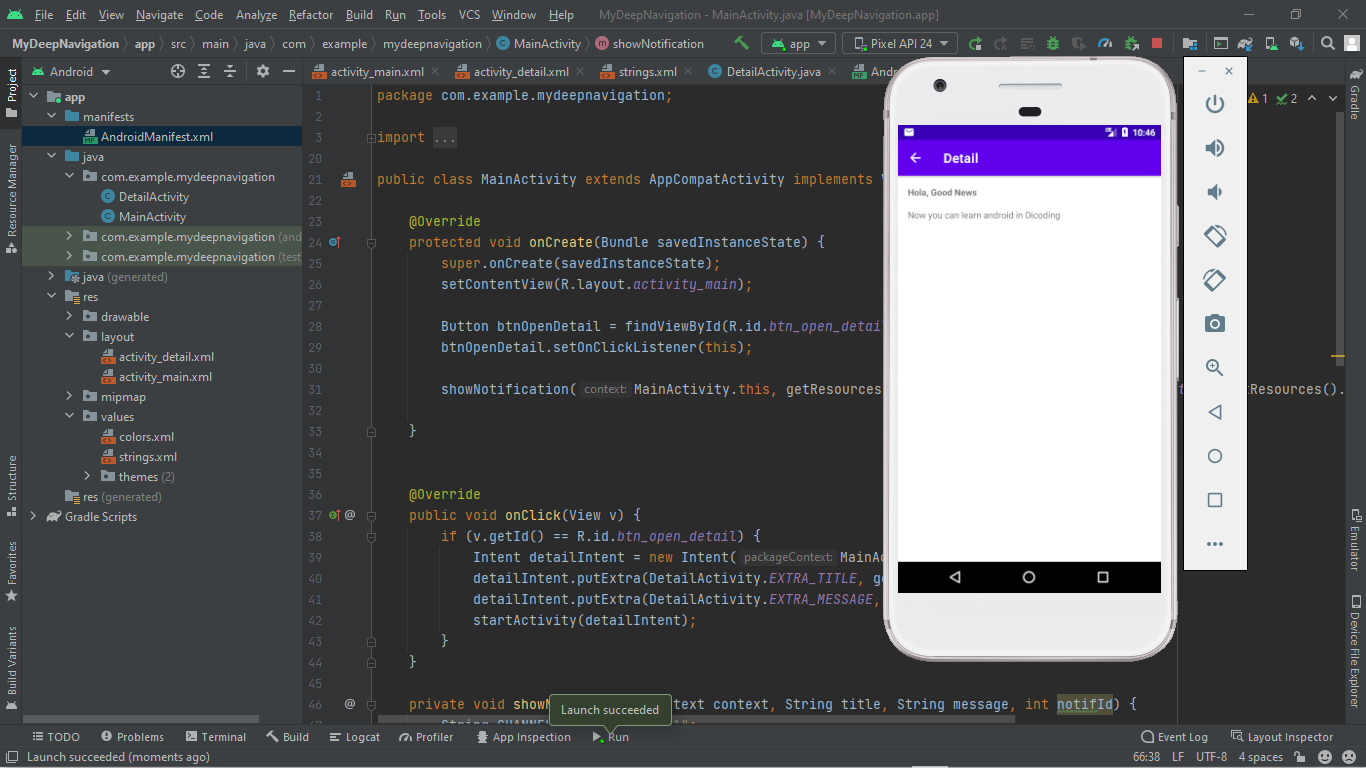 File Edit View Navigate Code Analyze Refactor Build Run Tools VCS Window Help MyDeepNavigation - MainActivity.java [MyDeepNavigation.app]
MyDeepNavigation app src main java com example mydeepnavigation MainActivity showNotification app Pixel API 24
Android
activity_main.xml activity_detail.xml strings.xml DetailActivity.java
Project
Resource Manager
Structure
Favorites
Build Variants
app
manifests
AndroidManifest.xml
java
com.example.mydeepnavigation
DetailActivity
MainActivity
com.example.mydeepnavigation (and
com.example.mydeepnavigation (test
java (generated)
res
drawable
layout
activity_detail.xml
activity_main.xml
mipmap
values
colors.xml
strings.xml
themes (2)
res (generated)
Gradle Scripts
1 package com.example.mydeepnavigation;
2
3 import ...
20
21 public class MainActivity extends AppCompatActivity implements
22
23 @Override
24 protected void onCreate(Bundle savedInstanceState) {
25 super.onCreate(savedInstanceState);
26 setContentView(R.layout.activity_main);
27
28 Button btnOpenDetail = findViewById(R.id.btn_open_detai
29 btnOpenDetail.setOnClickListener(this);
30
31 showNotification( context: MainActivity.this, getResources Resources().
32
33 }
34
35
36 @Override
37 @ public void onClick(View v) {
38 if (v.getId() == R.id.btn_open_detail) {
39 Intent detailIntent = new Intent( packageContext: MainAc
40 detailIntent.putExtra(DetailActivity.EXTRA_TITLE, ge
41 detailIntent.putExtra(DetailActivity.EXTRA_MESSAGE,
42 startActivity(detailIntent);
43 }
44 }
45
46 @ private void show text context, String title, String message, int notifId) {
1 2
10:46
Detail
Hola, Good News
Now you can learn android in Dicoding
Gradle
Emulator
Device File Explorer
Launch succeeded
TODO Problems Terminal Build Logcat Profiler App Inspection Run Event Log Layout Inspector
Launch succeeded (moments ago) 66:38 LF UTF-8 4 spaces